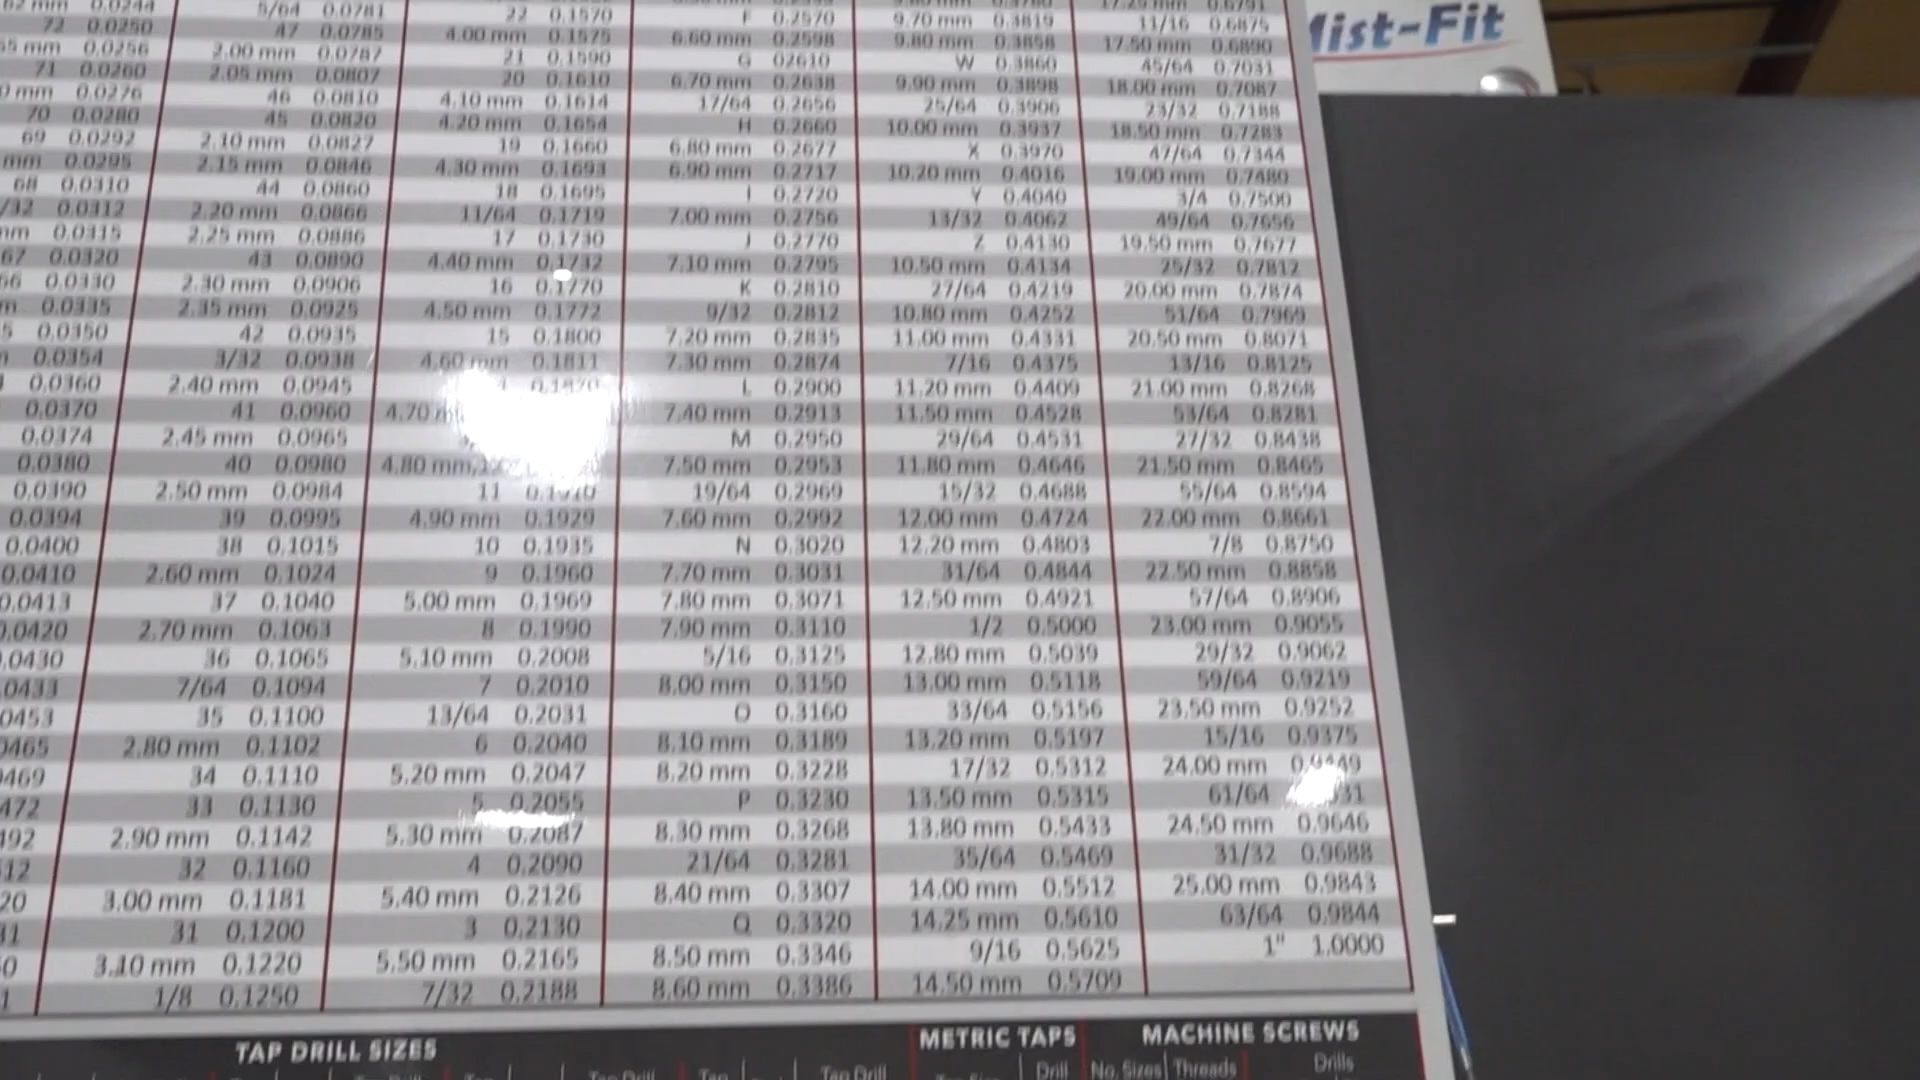 Mist-Fit
0.0244 5/64 0.0781 22 0.1570 F 0.2570 9.70 mm 0.3819 11/16 0.6875
72 0.0250 47 0.0785 4.00 mm 0.1575 6.60 mm 0.2598 9.80 mm 0.3858 17.50 mm 0.6890
mm 0.0256 2.00 mm 0.0787 21 0.1590 G 02610 W 0.3860 45/64 0.7031
71 0.0260 2.05 mm 0.0807 20 0.1610 6.70 mm 0.2638 9.90 mm 0.3898 18.00 mm 0.7087
mm 0.0276 46 0.0810 4.10 mm 0.1614 17/64 0.2656 25/64 0.3906 23/32 0.7188
70 0.0280 45 0.0820 4.20 mm 0.1654 H 0.2660 10.00 mm 0.3937 18.50 mm 0.7283
69 0.0292 2.10 mm 0.0827 19 0.1660 6.80 mm 0.2677 X 0.3970 47/64 0.7344
mm 0.0295 2.15 mm 0.0846 4.30 mm 0.1693 6.90 mm 0.2717 10.20 mm 0.4016 19.00 mm 0.7480
68 0.0310 44 0.0860 18 0.1695 I 0.2720 Y 0.4040 3/4 0.7500
/32 0.0312 2.20 mm 0.0866 11/64 0.1719 7.00 mm 0.2756 13/32 0.4062 49/64 0.7656
mm 0.0315 2.25 mm 0.0886 17 0.1730 J 0.2770 Z 0.4130 19.50 mm 0.7677
67 0.0320 43 0.0890 4.40 mm 0.1732 7.10 mm 0.2795 10.50 mm 0.4134 25/32 0.7812
66 0.0330 2.30 mm 0.0906 16 0.1770 K 0.2810 27/64 0.4219 20.00 mm 0.7874
m 0.0335 2.35 mm 0.0925 4.50 mm 0.1772 9/32 0.2812 10.80 mm 0.4252 51/64 0.7969
5 0.0350 42 0.0935 15 0.1800 7.20 mm 0.2835 11.00 mm 0.4331 20.50 mm 0.8071
0.0354 3/32 0.0938 4.60 mm 0.1811 7.30 mm 0.2874 7/16 0.4375 13/16 0.8125
0.0360 2.40 mm 0.0945 L 0.2900 11.20 mm 0.4409 21.00 mm 0.8268
0.0370 41 0.0960 4.70 7.40 mm 0.2913 11.50 mm 0.4528 53/64 0.8281
0.0374 2.45 mm 0.0965 M 0.2950 29/64 0.4531 27/32 0.8438
0.0380 40 0.0980 4.80 mm 7.50 mm 0.2953 11.80 mm 0.4646 21.50 mm 0.8465
0.0390 2.50 mm 0.0984 11 19/64 0.2969 15/32 0.4688 55/64 0.8594
0.0394 39 0.0995 4.90 mm 0.1929 7.60 mm 0.2992 12.00 mm 0.4724 22.00 mm 0.8661
0.0400 38 0.1015 10 0.1935 N 0.3020 12.20 mm 0.4803 7/8 0.8750
0.0410 2.60 mm 0.1024 9 0.1960 7.70 mm 0.3031 31/64 0.4844 22.50 mm 0.8858
0.0413 37 0.1040 5.00 mm 0.1969 7.80 mm 0.3071 12.50 mm 0.4921 57/64 0.8906
.0420 2.70 mm 0.1063 8 0.1990 7.90 mm 0.3110 1/2 0.5000 23.00 mm 0.9055
.0430 36 0.1065 5.10 mm 0.2008 5/16 0.3125 12.80 mm 0.5039 29/32 0.9062
.0433 7/64 0.1094 7 0.2010 8.00 mm 0.3150 13.00 mm 0.5118 59/64 0.9219
0453 35 0.1100 13/64 0.2031 O 0.3160 33/64 0.5156 23.50 mm 0.9252
0465 2.80 mm 0.1102 6 0.2040 8.10 mm 0.3189 13.20 mm 0.5197 15/16 0.9375
469 34 0.1110 5.20 mm 0.2047 8.20 mm 0.3228 17/32 0.5312 24.00 mm
472 33 0.1130 5 0.2055 P 0.3230 13.50 mm 0.5315 61/64
492 2.90 mm 0.1142 5.30 mm 0.2087 8.30 mm 0.3268 13.80 mm 0.5433 24.50 mm 0.9646
12 32 0.1160 4 0.2090 21/64 0.3281 35/64 0.5469 31/32 0.9688
20 3.00 mm 0.1181 5.40 mm 0.2126 8.40 mm 0.3307 14.00 mm 0.5512 25.00 mm 0.9843
31 31 0.1200 3 0.2130 Q 0.3320 14.25 mm 0.5610 63/64 0.9844
0 3.10 mm 0.1220 5.50 mm 0.2165 8.50 mm 0.3346 9/16 0.5625 1" 1.0000
1 1/8 0.1250 7/32 0.2188 8.60 mm 0.3386 14.50 mm 0.5709
TAP DRILL SIZES METRIC TAPS MACHINE SCREWS
Tap Drill Tap Tap Drill Drill No. Sizes Threads Drills